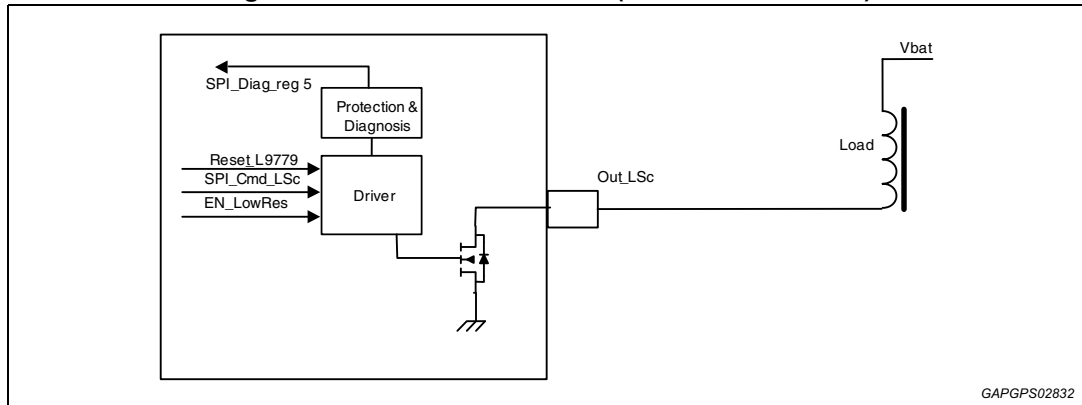 Vbat
SPI_Diag_reg 5
Protection &
Diagnosis
Load
Reset_L9779
SPI_Cmd_LSc
EN_LowRes
Driver
Out_LSc
GAPGPS02832